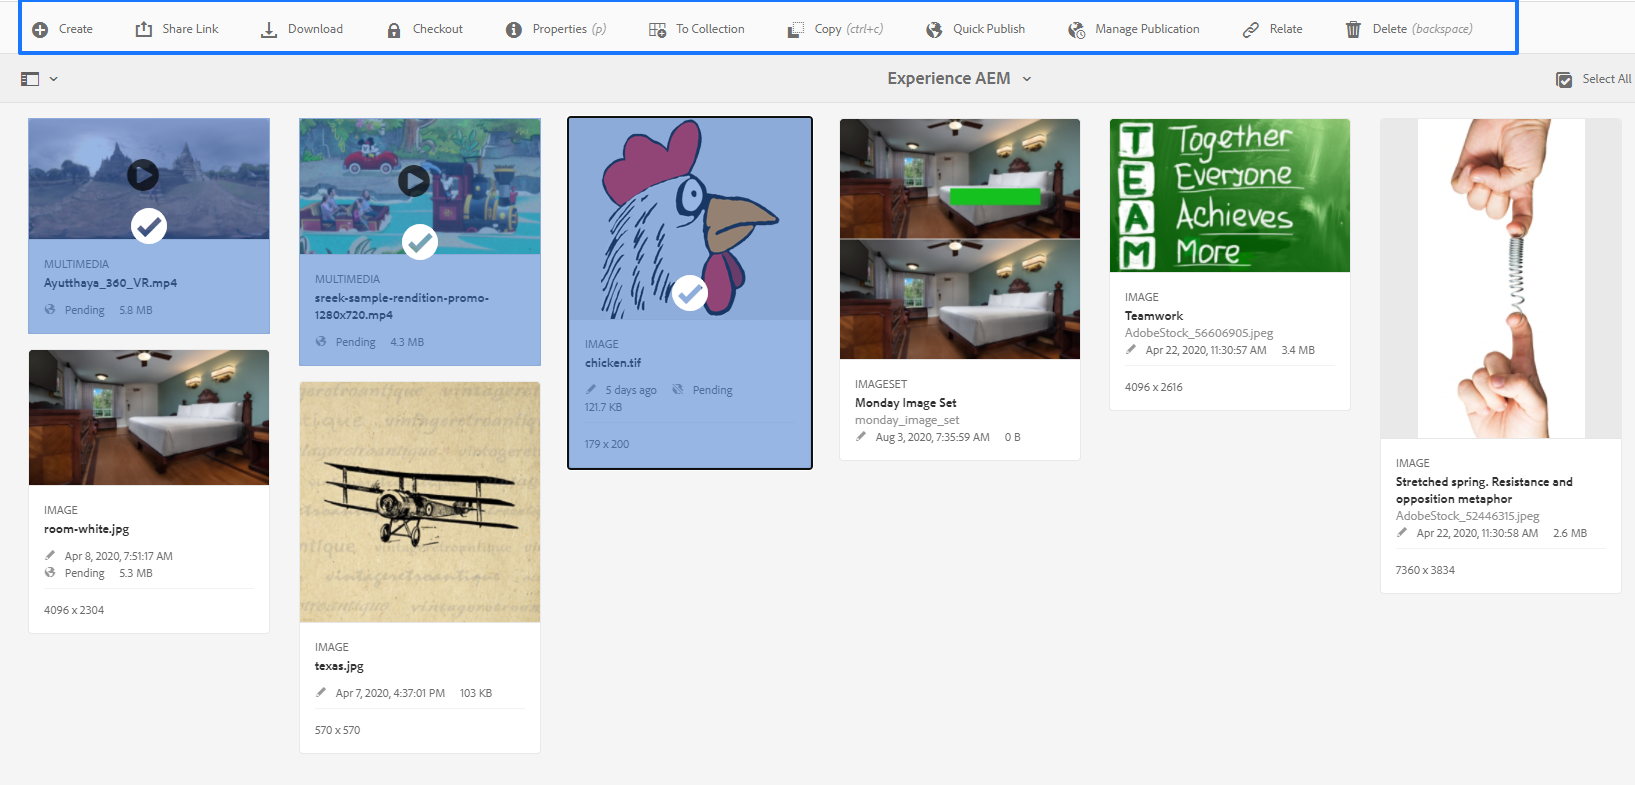 Create
Share Link
Download
Checkout
Properties (p)
To Collection
Copy (ctrl+c)
Quick Publish
Manage Publication
Relate
Delete (backspace)
Experience AEM
Select All
MULTIMEDIA
Ayutthaya_360_VR.mp4
Pending 5.8 MB
IMAGE
room-white.jpg
Apr 8, 2020, 7:51:17 AM
Pending 5.3 MB
4096 x 2304
MULTIMEDIA
sreek-sample-rendition-promo-
1280x720.mp4
Pending 4.3 MB
vintageretroantique
vintageretroantique
IMAGE
texas.jpg
Apr 7, 2020, 4:37:01 PM 103 KB
570 x 570
IMAGE
chicken.tif
5 days ago Pending
121.7 KB
179 x 200
IMAGESET
Monday Image Set
monday_image_set
Aug 3, 2020, 7:35:59 AM 0 B
TEAM
Together
Everyone
Achieves
More
IMAGE
Teamwork
AdobeStock_56606905.jpeg
Apr 22, 2020, 11:30:57 AM 3.4 MB
4096 x 2616
IMAGE
Stretched spring. Resistance and
opposition metaphor
AdobeStock_52446315.jpeg
Apr 22, 2020, 11:30:58 AM 2.6 MB
7360 x 3834